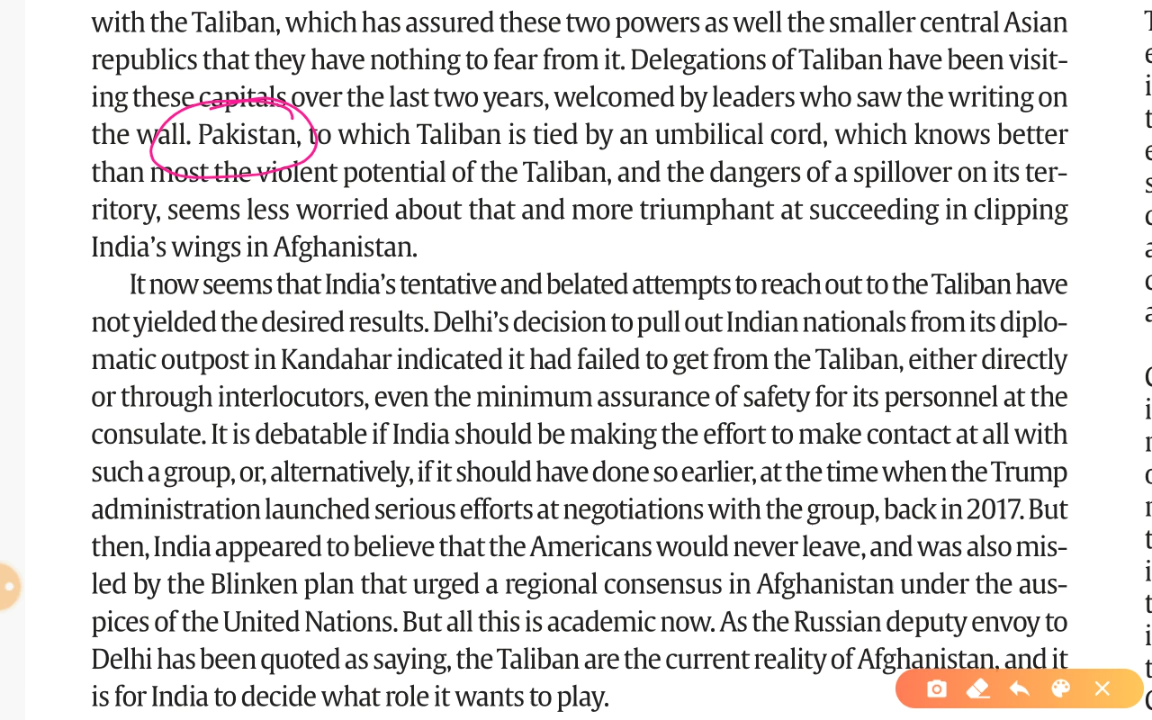 with the Taliban, which has assured these two powers as well the smaller central Asian
republics that they have nothing to fear from it. Delegations of Taliban have been visit-
ing these capitals over the last two years, welcomed by leaders who saw the writing on
the wall. Pakistan, to which Taliban is tied by an umbilical cord, which knows better
than most the violent potential of the Taliban, and the dangers of a spillover on its ter-
ritory, seems less worried about that and more triumphant at succeeding in clipping
India's wings in Afghanistan.
It now seems that India's tentative and belated attempts to reach out to the Taliban have
not yielded the desired results. Delhi's decision to pull out Indian nationals from its diplo-
matic outpost in Kandahar indicated it had failed to get from the Taliban, either directly
or through interlocutors, even the minimum assurance of safety for its personnel at the
consulate. It is debatable if India should be making the effort to make contact at all with
such a group, or, alternatively, if it should have done so earlier, at the time when the Trump
administration launched serious efforts at negotiations with the group, back in 2017. But
then, India appeared to believe that the Americans would never leave, and was also mis-
led by the Blinken plan that urged a regional consensus in Afghanistan under the aus-
pices of the United Nations. But all this is academic now. As the Russian deputy envoy to
Delhi has been quoted as saying, the Taliban are the current reality of Afghanistan, and it
is for India to decide what role it wants to play.